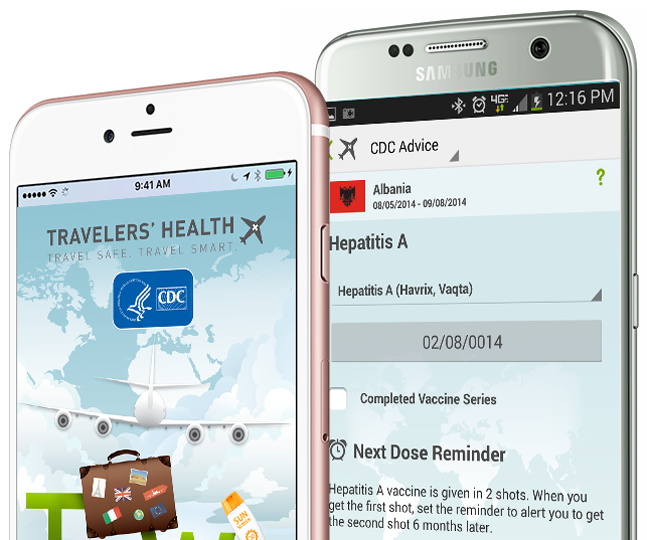 9:41 AM
TRAVELERS' HEALTH
TRAVEL SAFE. TRAVEL SMART.
CDC
SUN
SAMSUNG
4G
12:16 PM
CDC Advice
Albania
08/05/2014 - 09/08/2014
?
Hepatitis A
Hepatitis A (Havrix, Vaqta)
02/08/0014
Completed Vaccine Series
Next Dose Reminder
Hepatitis A vaccine is given in 2 shots. When you
get the first shot, set the reminder to alert you to get
the second shot 6 months later.